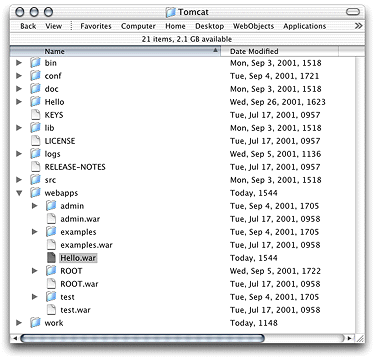 Tomcat
Back View Favorites Computer Home Desktop WebObjects Applications »
21 items, 2.1 GB available
Name Date Modified
bin Mon, Sep 3, 2001, 1518
conf Tue, Sep 4, 2001, 1721
doc Mon, Sep 3, 2001, 1518
Hello Wed, Sep 26, 2001, 1623
KEYS Tue, Jul 17, 2001, 0957
lib Mon, Sep 3, 2001, 1518
LICENSE Tue, Jul 17, 2001, 0957
logs Wed, Sep 5, 2001, 1136
RELEASE-NOTES Tue, Jul 17, 2001, 0957
src Mon, Sep 3, 2001, 1518
webapps Today, 1544
admin Tue, Sep 4, 2001, 1705
admin.war Tue, Jul 17, 2001, 0958
examples Tue, Sep 4, 2001, 1705
examples.war Tue, Jul 17, 2001, 0958
Hello.war Today, 1544
ROOT Wed, Sep 5, 2001, 1722
ROOT.war Tue, Jul 17, 2001, 0958
test Tue, Sep 4, 2001, 1705
test.war Tue, Jul 17, 2001, 0958
work Today, 1148